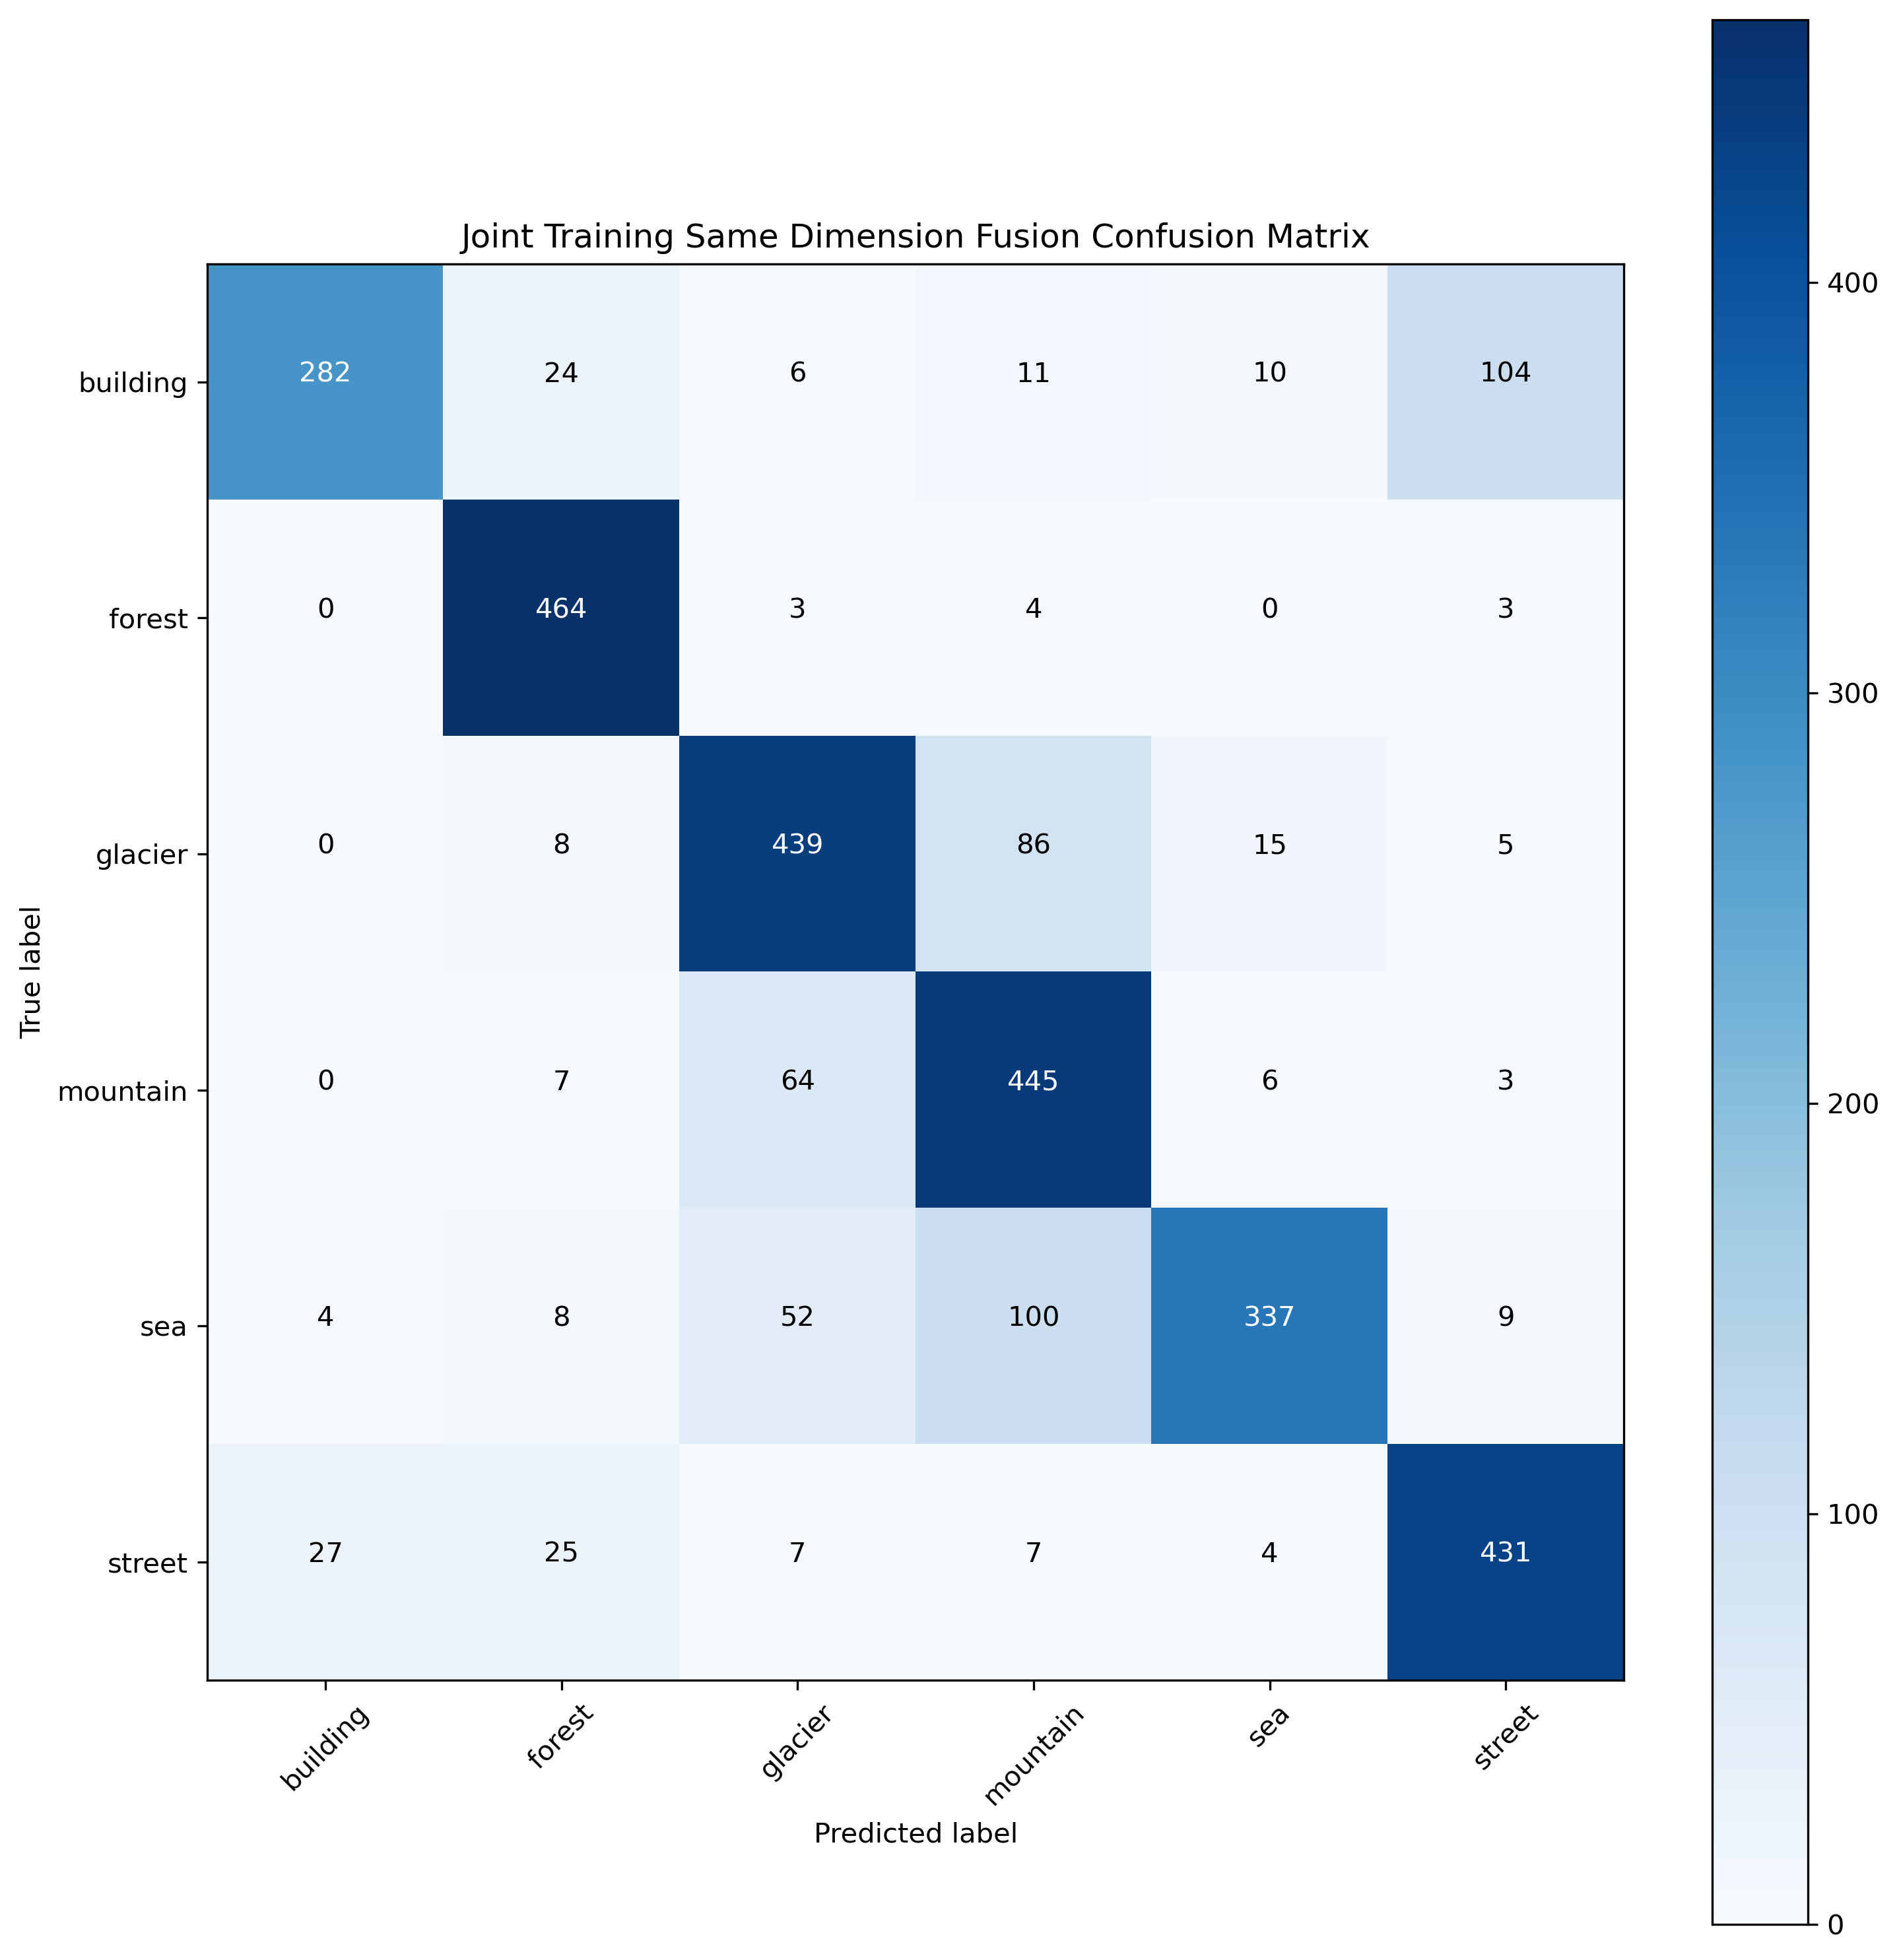 Joint Training Same Dimension Fusion Confusion Matrix
building 282 24 6 11 10 104
forest 0 464 3 4 0 3
glacier 0 8 439 86 15 5
mountain 0 7 64 445 6 3
sea 4 8 52 100 337 9
street 27 25 7 7 4 431
True label
building forest glacier mountain sea street
Predicted label
400
300
200
100
0